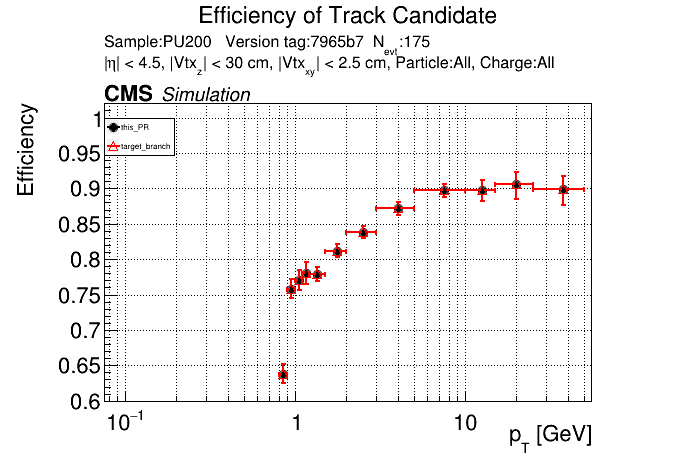 Efficiency of Track Candidate
Sample:PU200 Version tag:7965b7 N_evt:175
|η| < 4.5, |Vtx_z| < 30 cm, |Vtx_xy| < 2.5 cm, Particle:All, Charge:All
CMS Simulation
Efficiency
1
0.95
0.9
0.85
0.8
0.75
0.7
0.65
0.6
this_PR
target_branch
10⁻¹ 1 10
p_T [GeV]